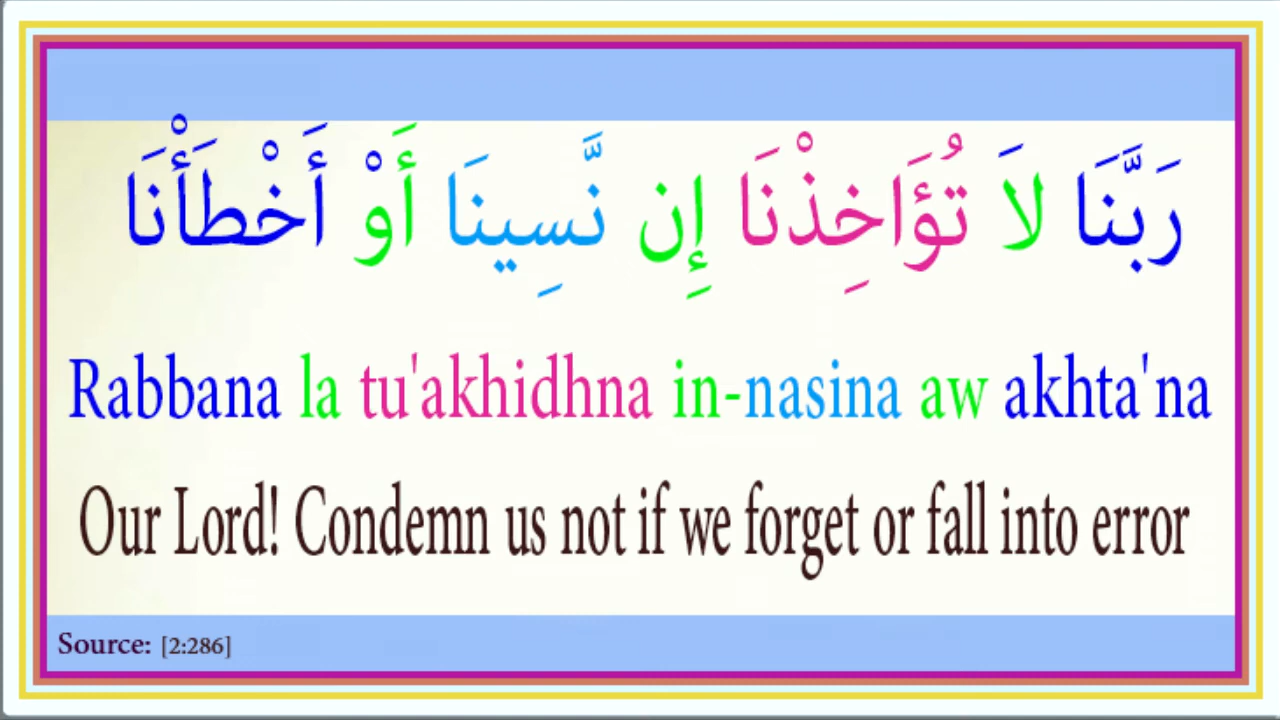 رَبَّنَا لَا تُؤَاخِذْنَا إِن نَّسِينَا أَوْ أَخْطَأْنَا
Rabbana la tu'akhidhna in-nasina aw akhta'na
Our Lord! Condemn us not if we forget or fall into error
Source: [2:286]